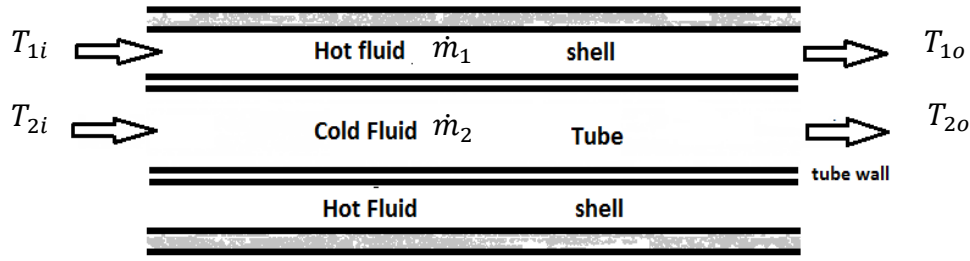 T1i Hot fluid ṁ1 shell T1o
T2i Cold Fluid ṁ2 Tube T2o
tube wall
Hot Fluid shell